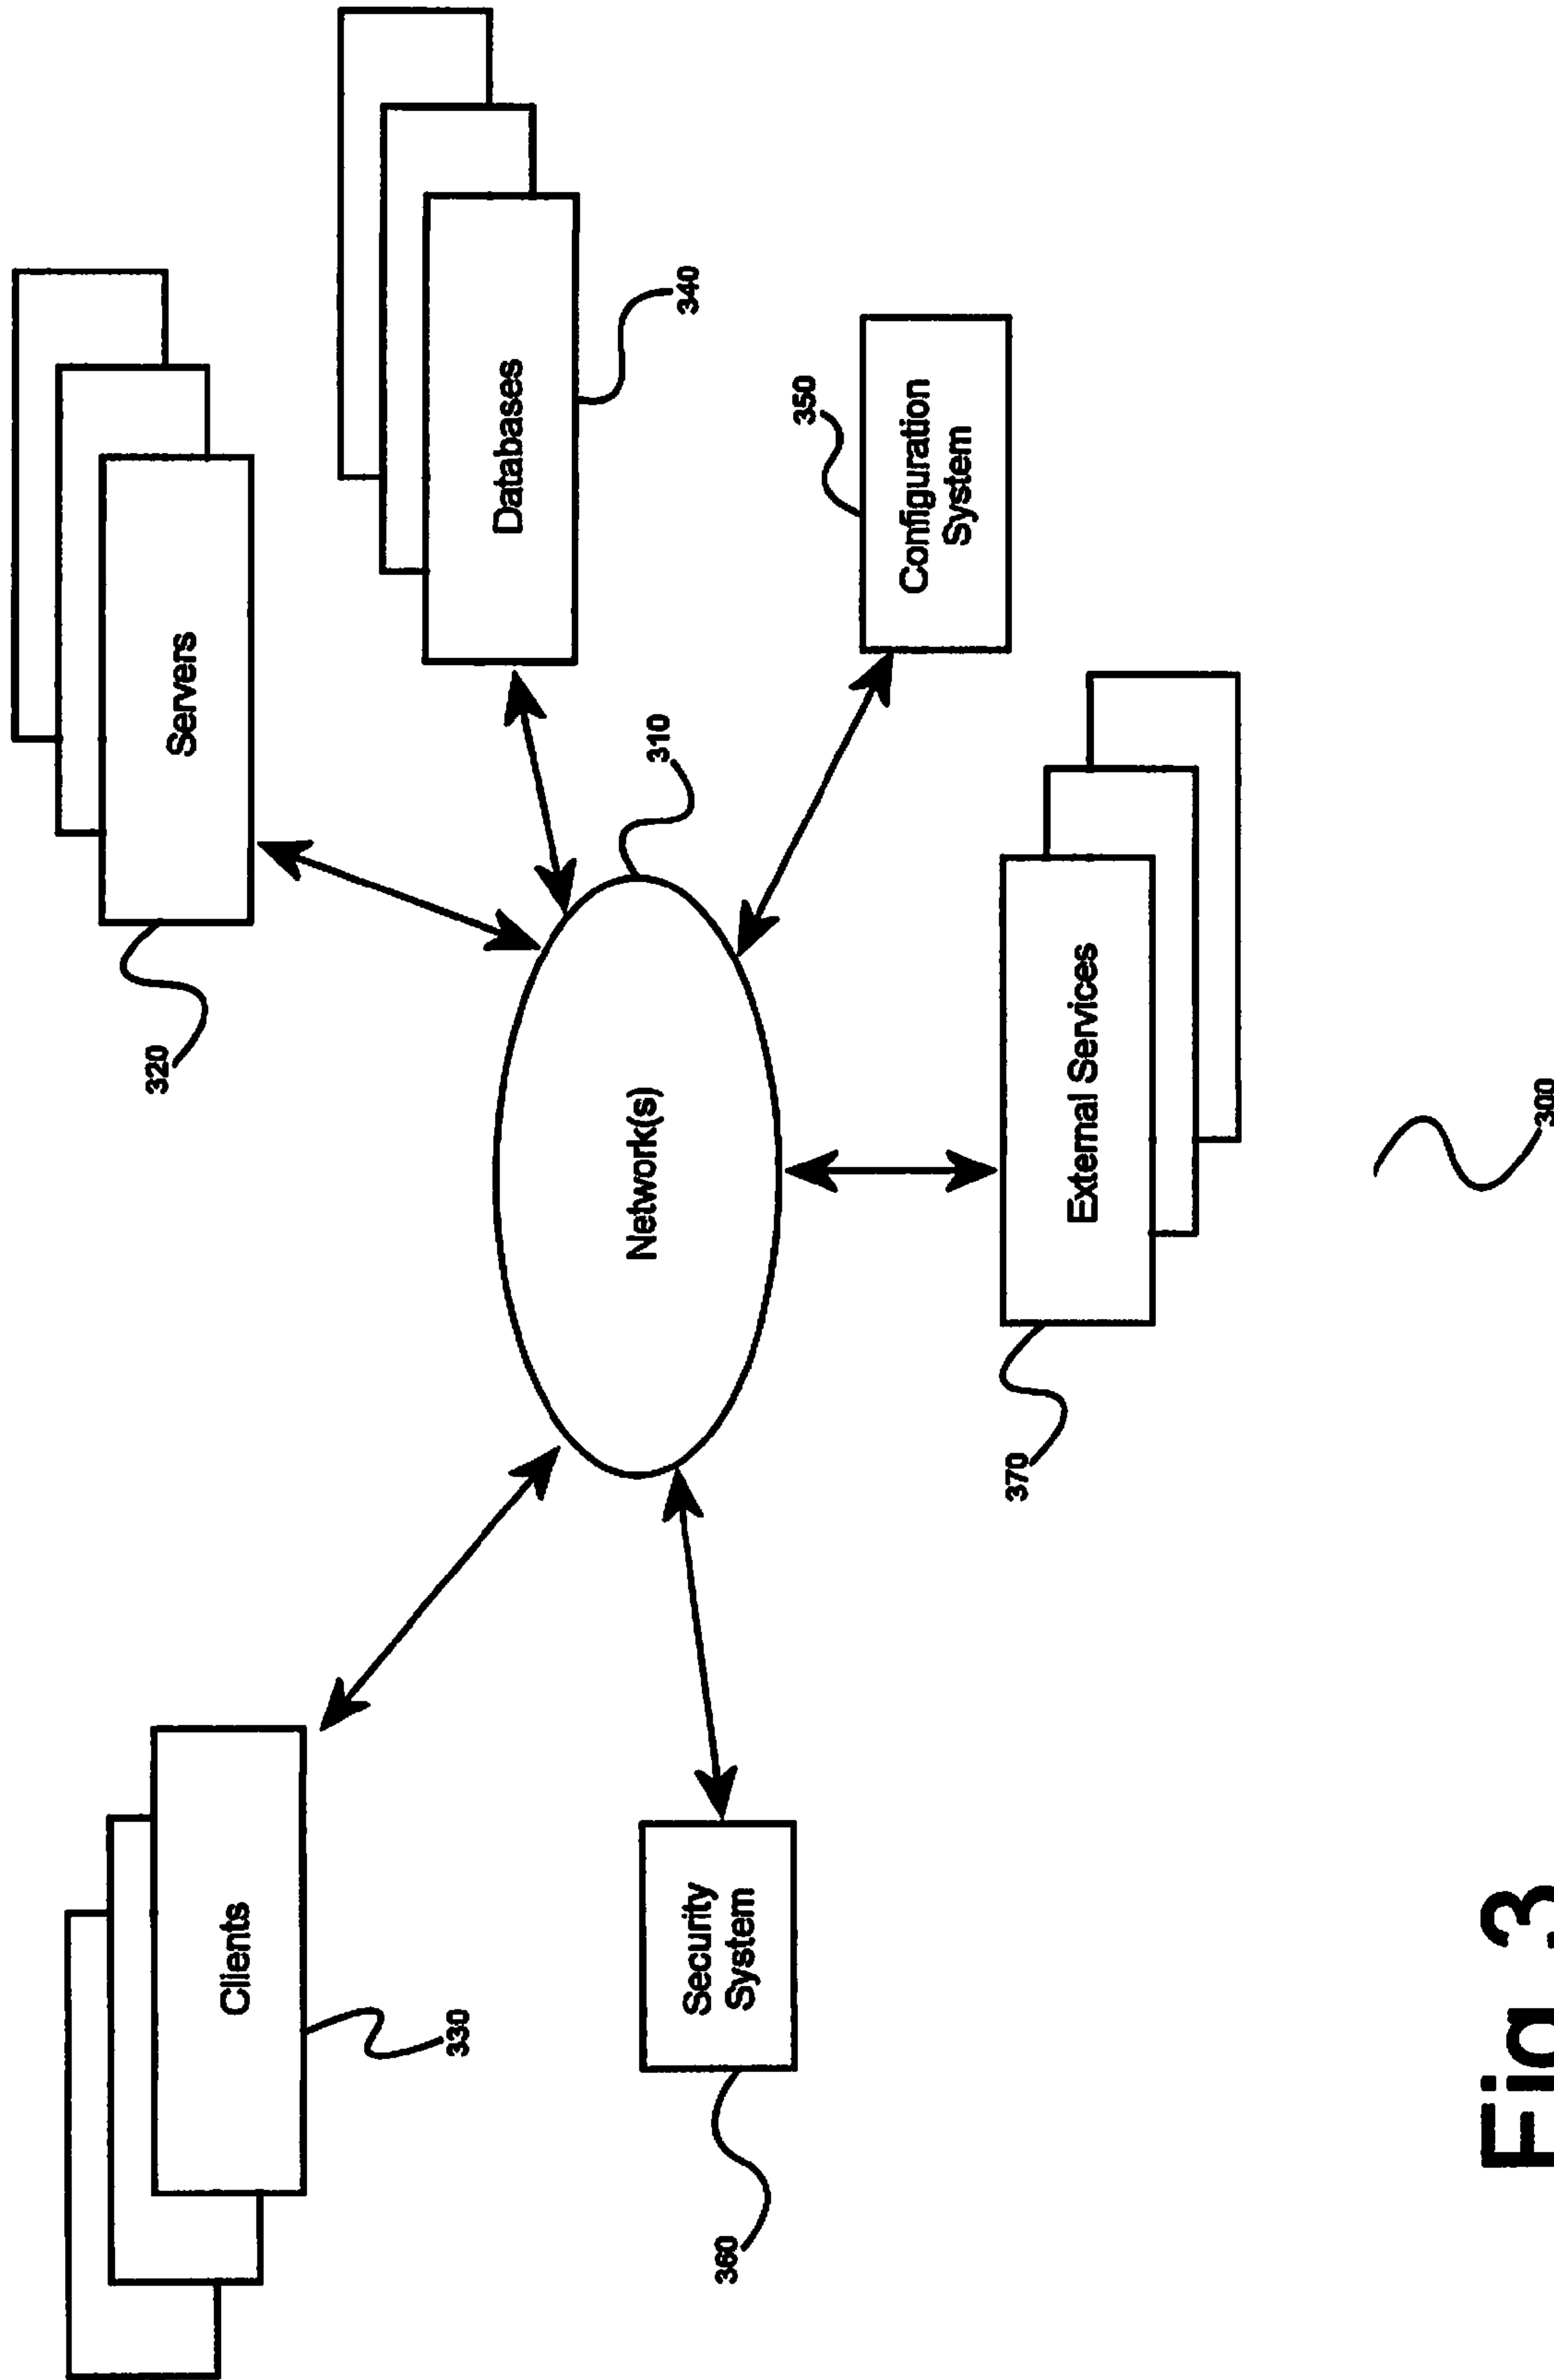 Servers
320
Clients
330
Databases
340
Network(s)
310
Security
System
360
350
Configuration
System
External Services
370
300
Fig. 3